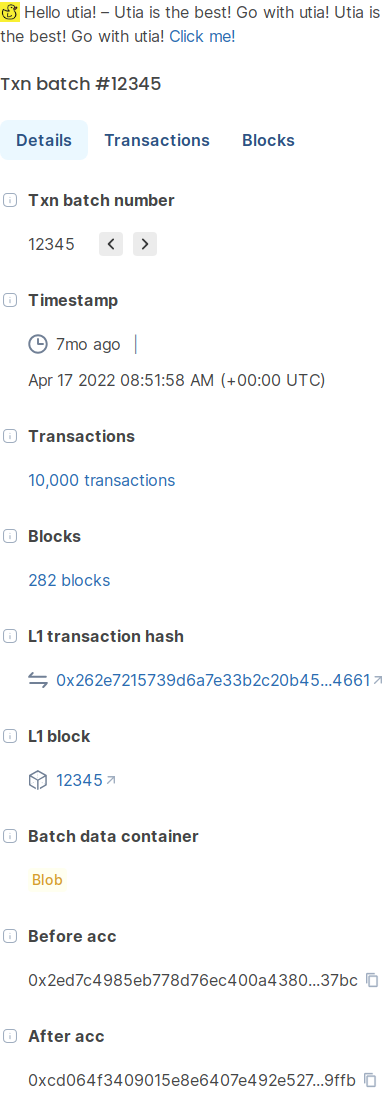 Hello utia! – Utia is the best! Go with utia! Utia is
the best! Go with utia! Click me!
Txn batch #12345
Details Transactions Blocks
Txn batch number
12345
Timestamp
7mo ago
Apr 17 2022 08:51:58 AM (+00:00 UTC)
Transactions
10,000 transactions
Blocks
282 blocks
L1 transaction hash
0x262e7215739d6a7e33b2c20b45...4661
L1 block
12345
Batch data container
Blob
Before acc
0x2ed7c4985eb778d76ec400a4380...37bc
After acc
0xcd064f3409015e8e6407e492e527...9ffb